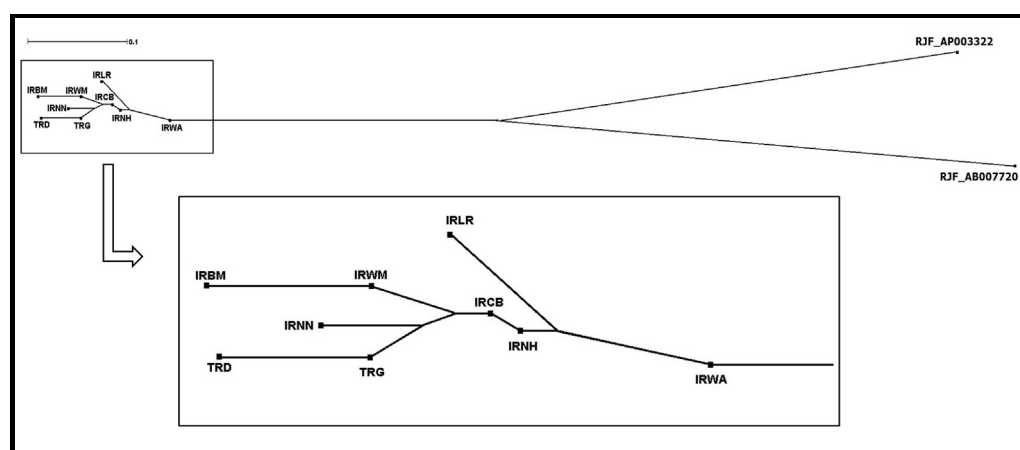 RJF_AP003322
0.1
IRLR
IRBM IRWM
IRCB
IRNN
IRNH
TRD TRG
IRWA
RJF_AB007720
IRLR
IRBM IRWM
IRCB
IRNN
IRNH
TRD TRG
IRWA